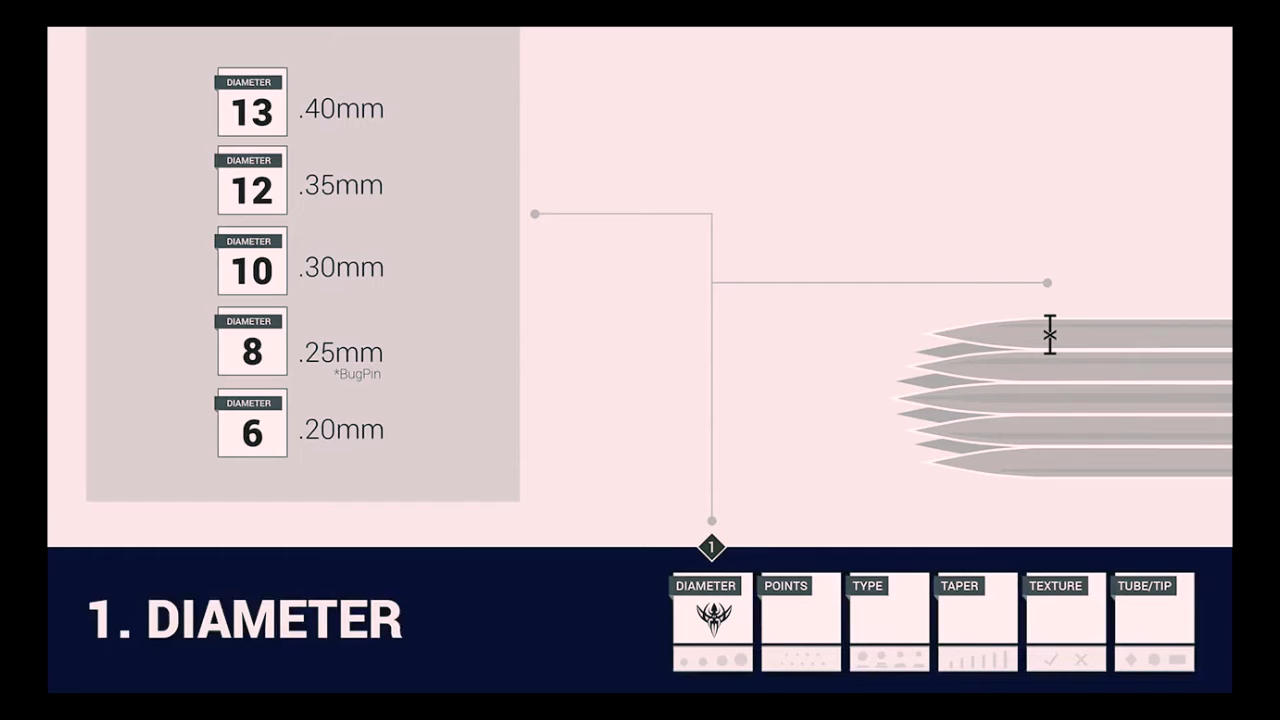 DIAMETER
13 .40mm
DIAMETER
12 .35mm
DIAMETER
10 .30mm
DIAMETER
8 .25mm
*BugPin
DIAMETER
6 .20mm
1
1. DIAMETER
DIAMETER POINTS TYPE TAPER TEXTURE TUBE/TIP